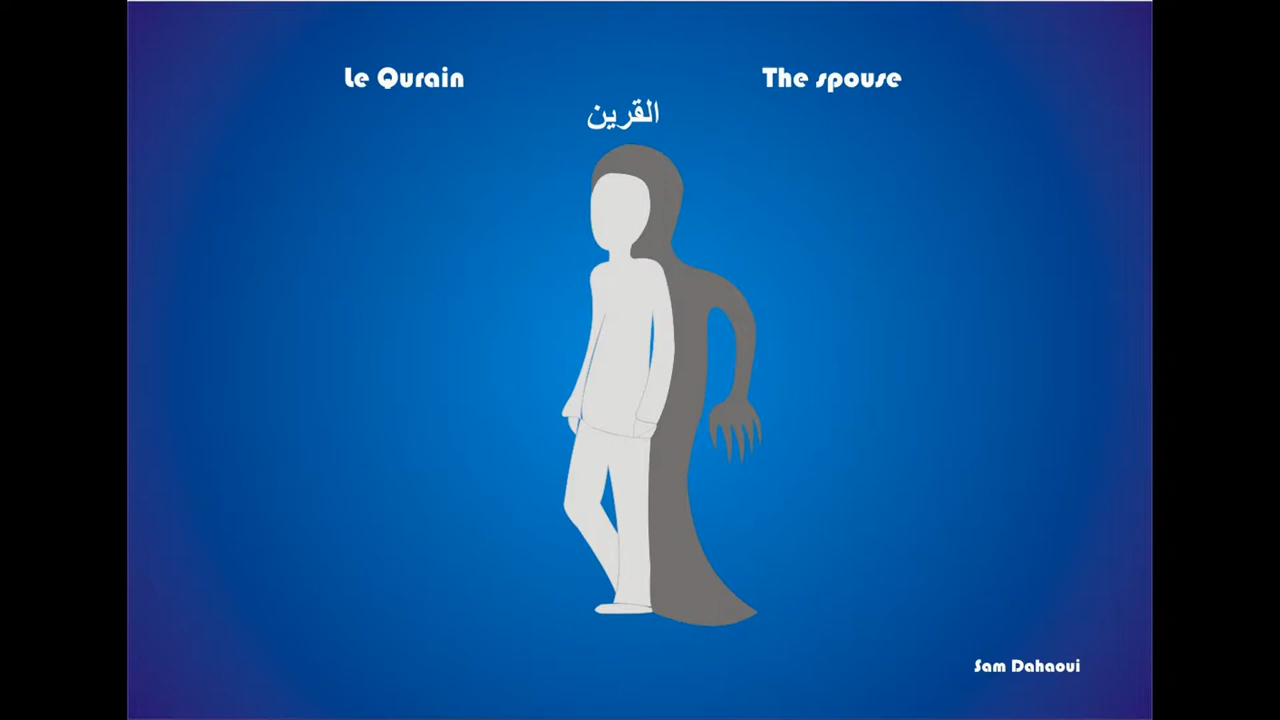 Le Qurain
The spouse
القرين
Sam Dahaoui